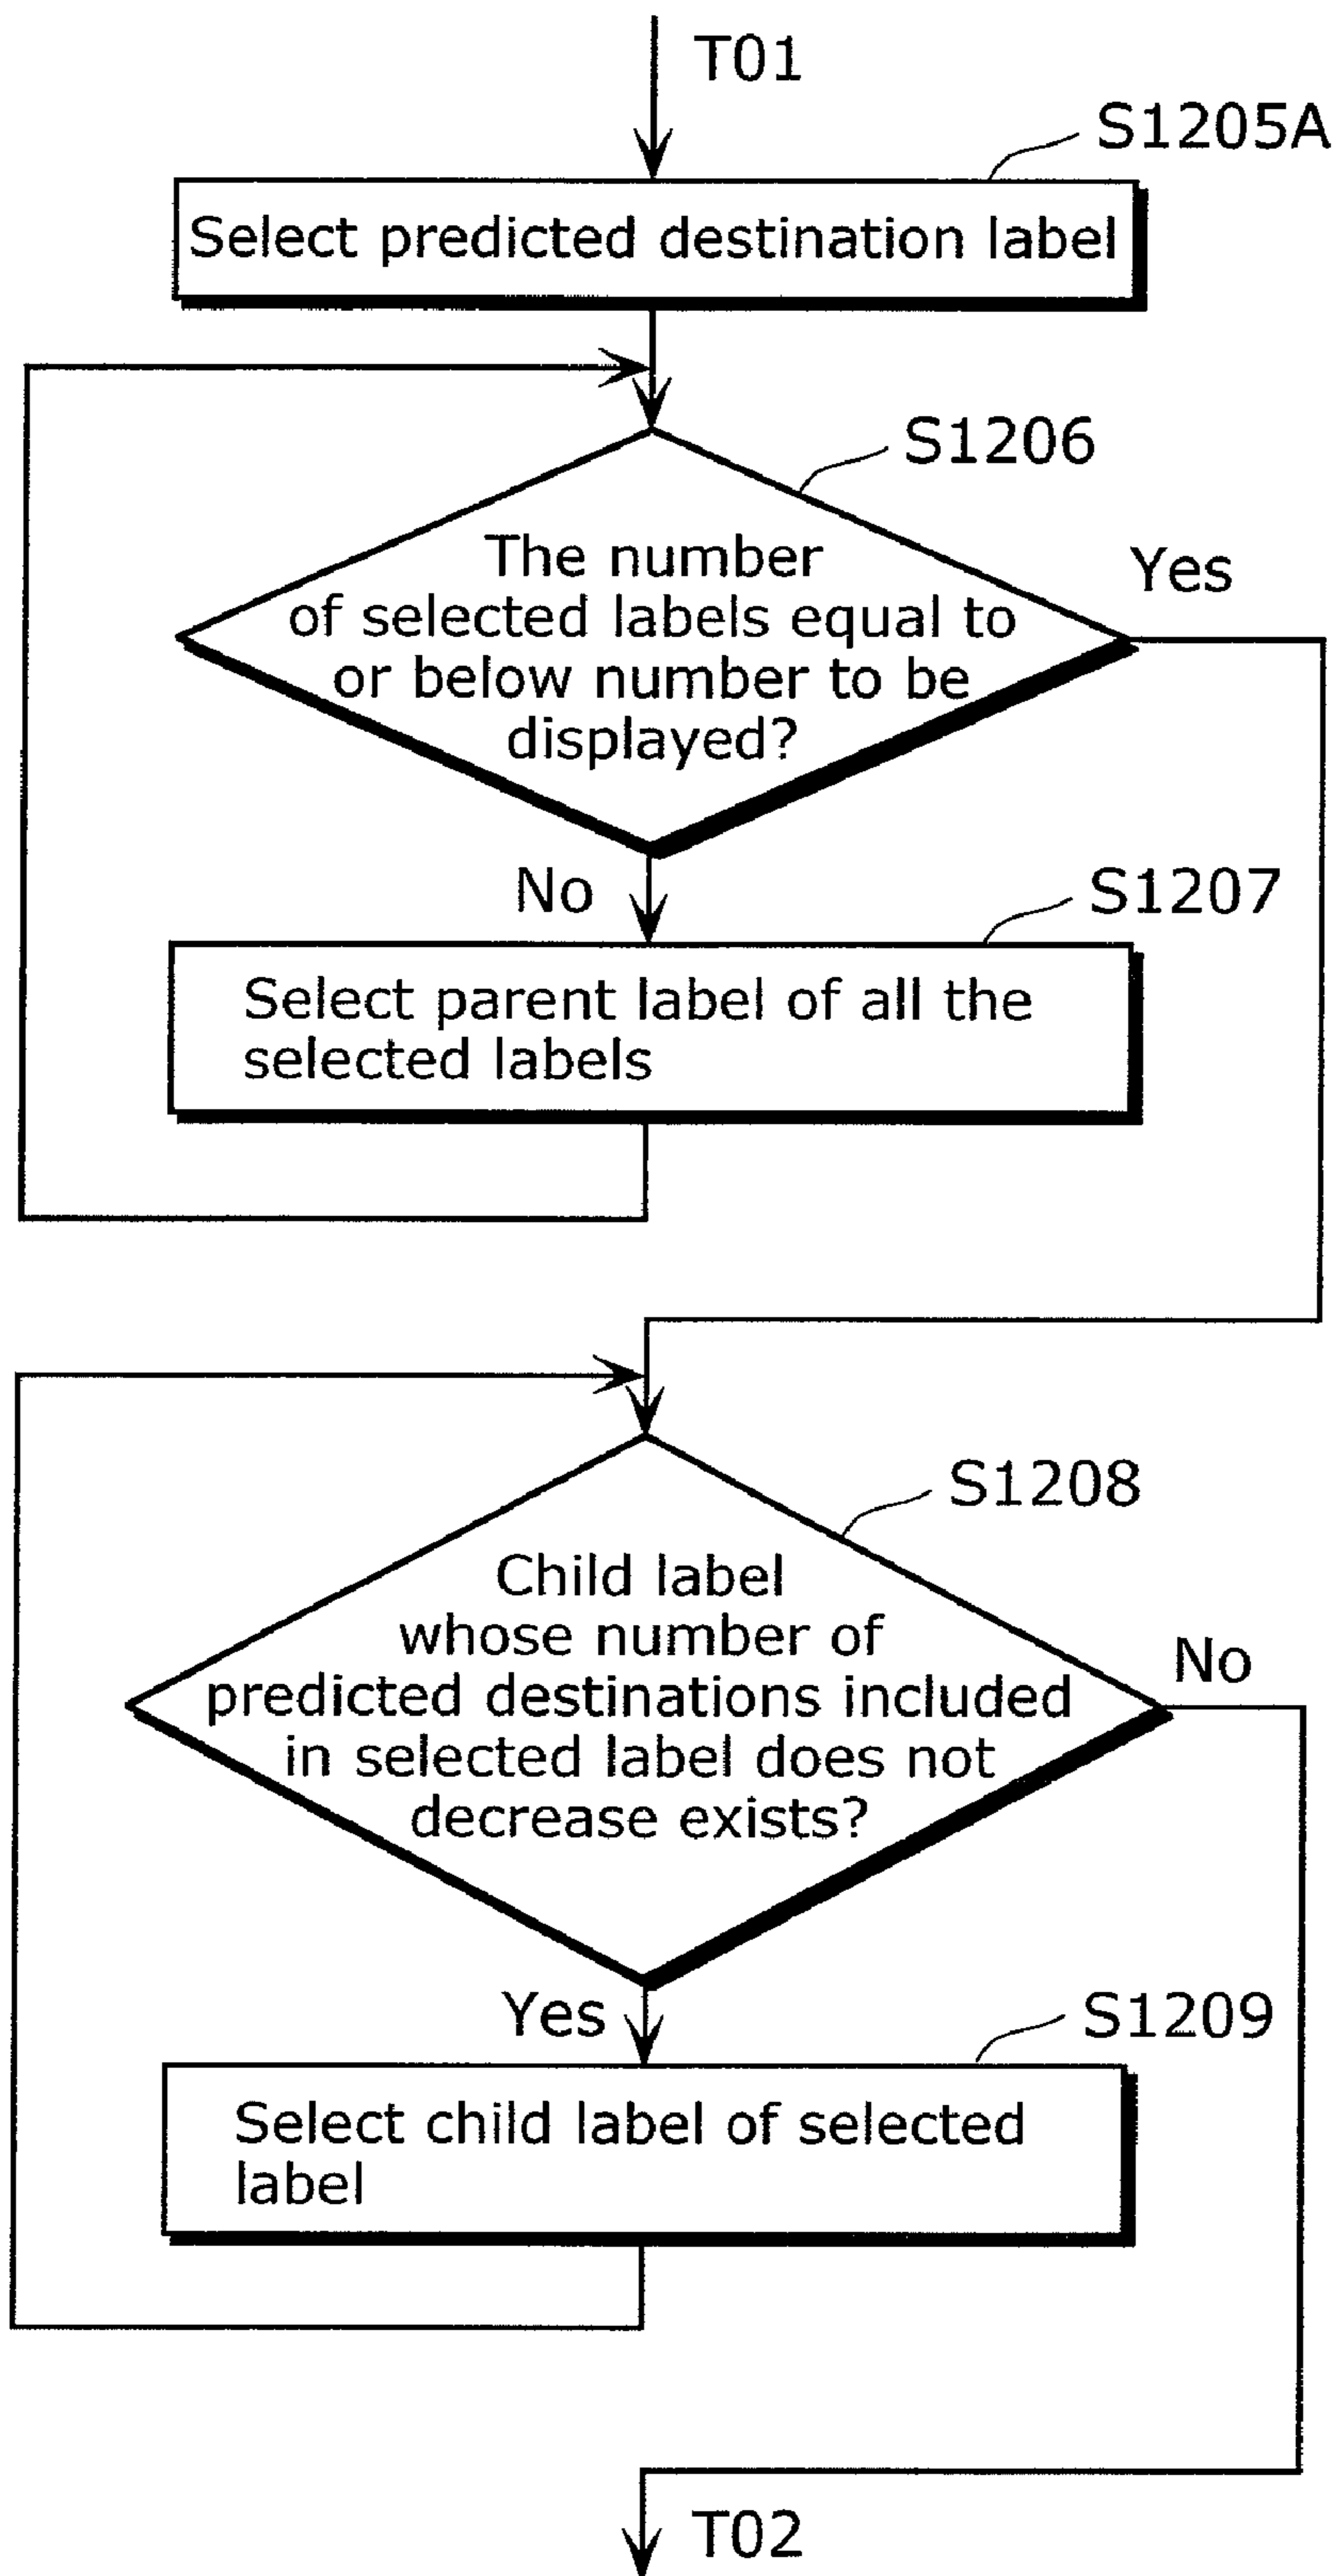 T01
S1205A
Select predicted destination label
S1206
The number
of selected labels equal to
or below number to be
displayed?
Yes
No
S1207
Select parent label of all the
selected labels
S1208
Child label
whose number of
predicted destinations included
in selected label does not
decrease exists?
No
Yes
S1209
Select child label of selected
label
T02